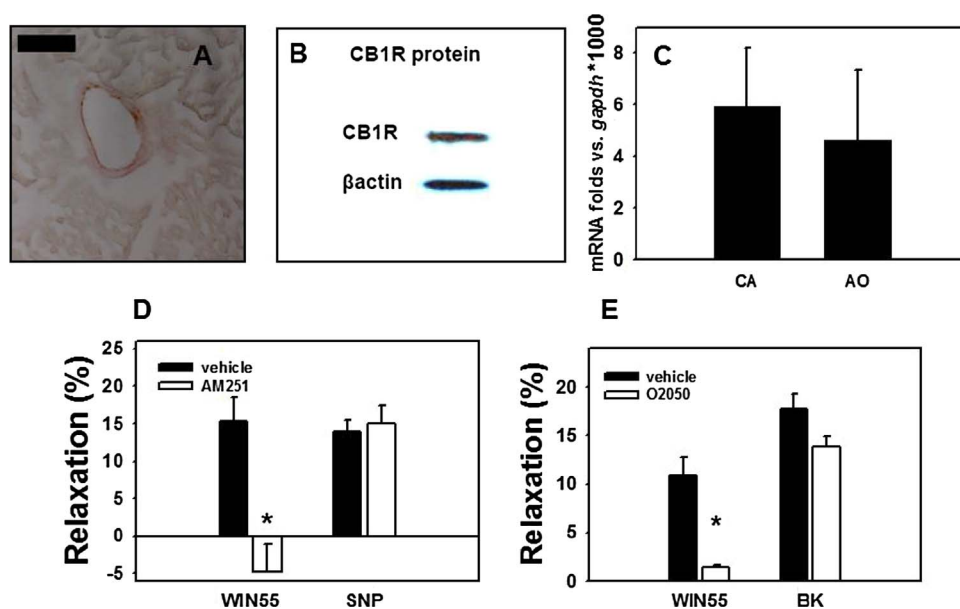 A
B
CB1R protein
CB1R
βactin
C
mRNA folds vs. gapdh *1000
8
6
4
2
0
CA
AO
D
Relaxation (%)
25
20
15
10
5
0
-5
vehicle
AM251
*
WIN55
SNP
E
Relaxation (%)
20
15
10
5
0
vehicle
O2050
*
WIN55
BK